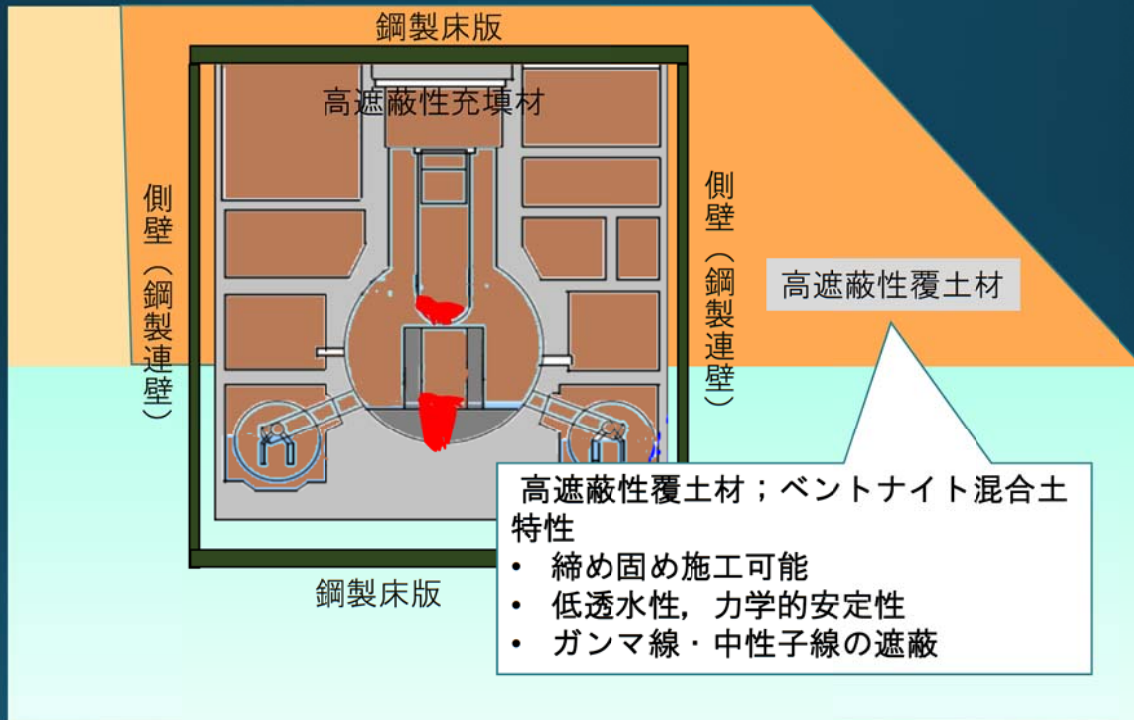 鋼製床版
高遮蔽性充填材
側壁（鋼製連壁）
側壁（鋼製連壁）
高遮蔽性覆土材
高遮蔽性覆土材；ベントナイト混合土
特性
• 締め固め施工可能
• 低透水性，力学的安定性
• ガンマ線・中性子線の遮蔽
鋼製床版